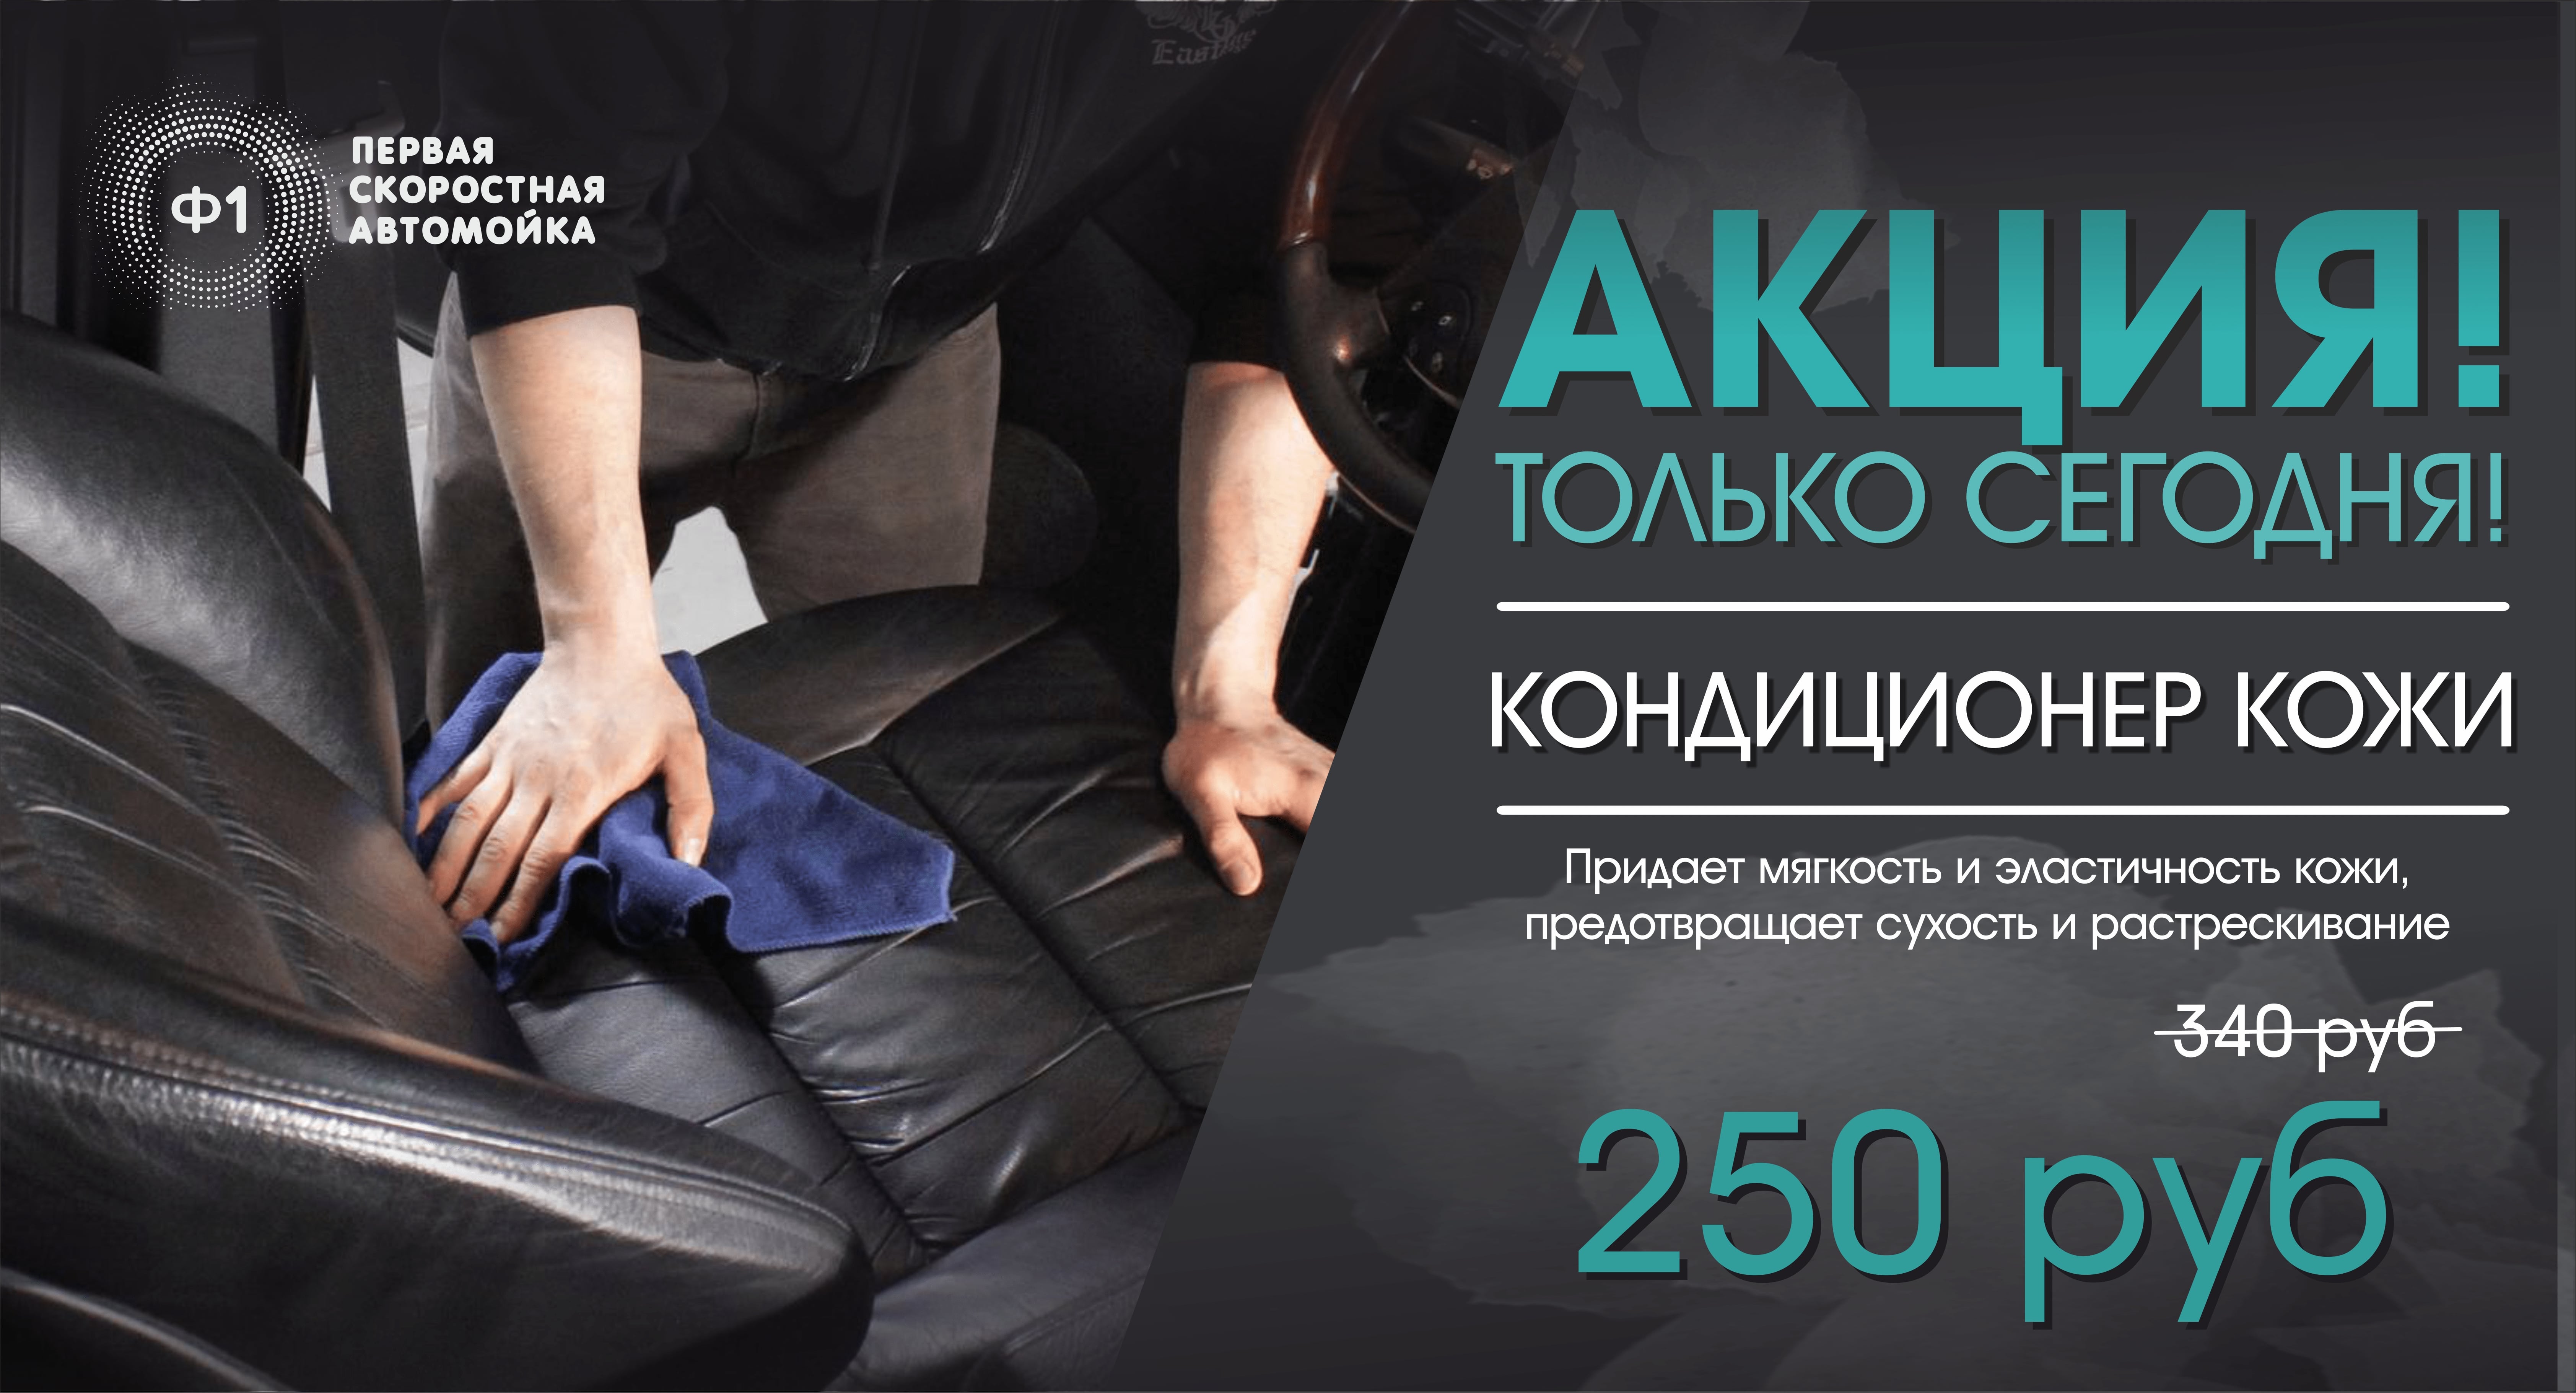 Ф1
ПЕРВАЯ
СКОРОСТНАЯ
АВТОМОЙКА
АКЦИЯ!
ТОЛЬКО СЕГОДНЯ!
КОНДИЦИОНЕР КОЖИ
Придает мягкость и эластичность кожи,
предотвращает сухость и растрескивание
340 руб
250 руб